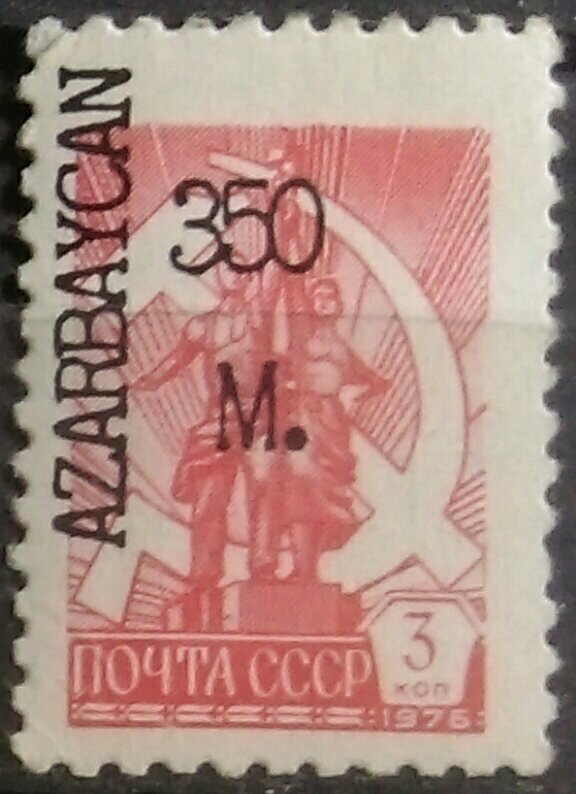 AZARBAYCAN
350
M.
3
коп
ПОЧТА СССР
1976